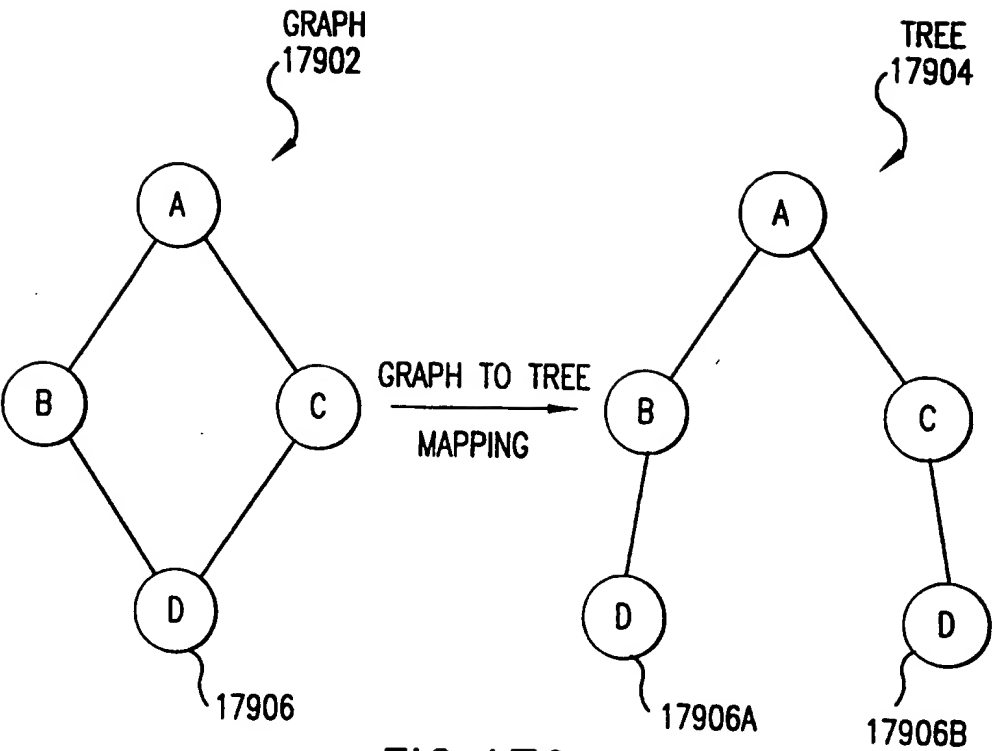 GRAPH
17902
TREE
17904
A
A
B
C
GRAPH TO TREE
MAPPING
B
C
D
D
D
17906
17906A
17906B